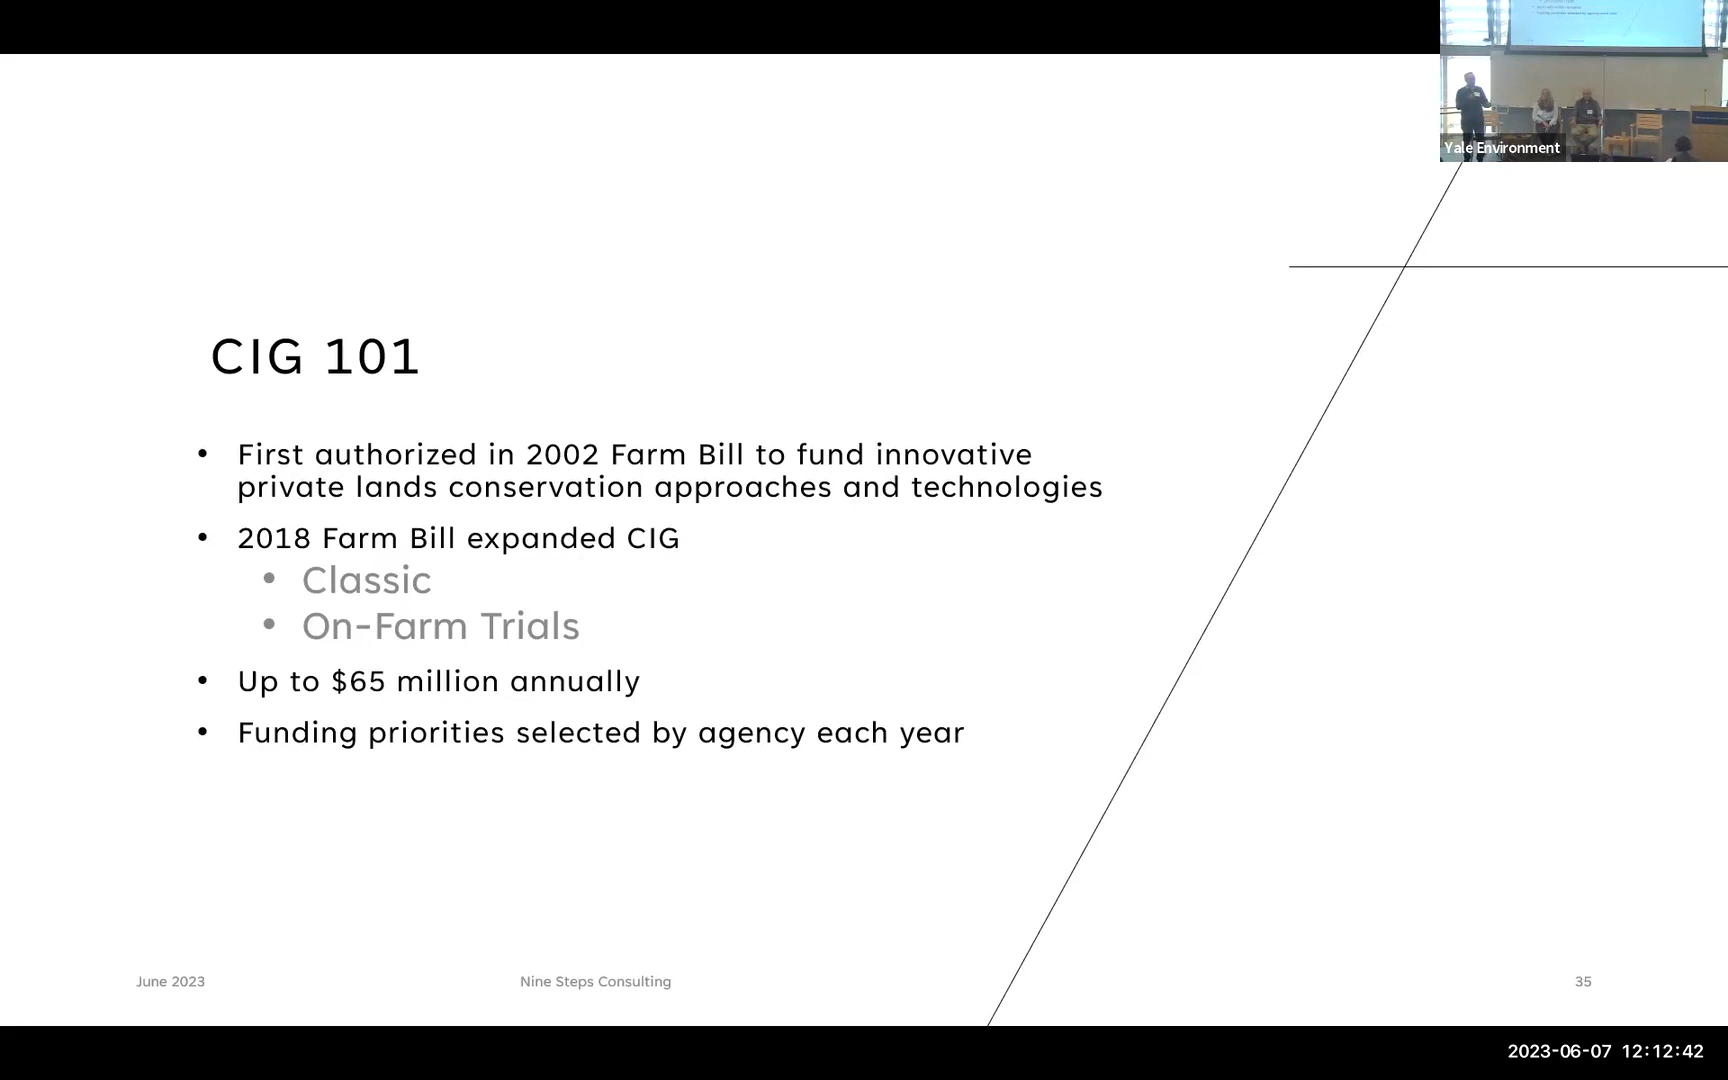 Yale Environment
CIG 101
• First authorized in 2002 Farm Bill to fund innovative
private lands conservation approaches and technologies
• 2018 Farm Bill expanded CIG
• Classic
• On-Farm Trials
• Up to $65 million annually
• Funding priorities selected by agency each year
June 2023
Nine Steps Consulting
35
2023-06-07 12:12:42